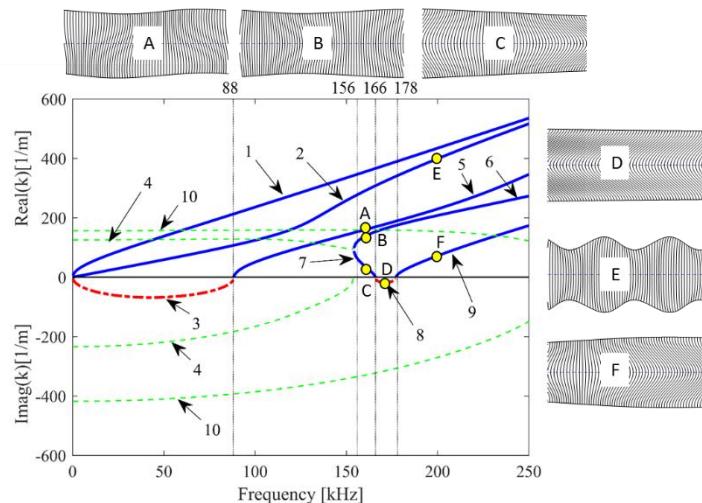 A
B
C
88
156
166
178
600
400
200
0
-200
-400
-600
Real(k)[1/m]
Imag(k)[1/m]
4
10
1
2
E
5
6
A
B
7
C
D
F
3
8
9
4
10
0
50
100
150
200
250
Frequency [kHz]
D
E
F